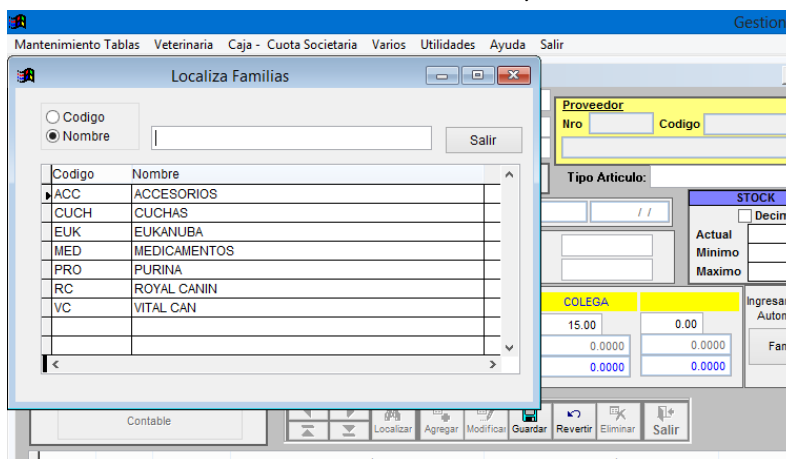 Gestion
Mantenimiento Tablas Veterinaria Caja - Cuota Societaria Varios Utilidades Ayuda Salir
Localiza Familias
Codigo
Nombre
Salir
Codigo Nombre
ACC ACCESORIOS
CUCH CUCHAS
EUK EUKANUBA
MED MEDICAMENTOS
PRO PURINA
RC ROYAL CANIN
VC VITAL CAN
Proveedor
Nro Codigo
Tipo Articulo:
/ /
STOCK
Decim
Actual
Minimo
Maximo
COLEGA
15.00 0.00
0.0000 0.0000
0.0000 0.0000
Ingresar
Autom
Fam
Contable
Localizar Agregar Modificar Guardar Revertir Eliminar Salir